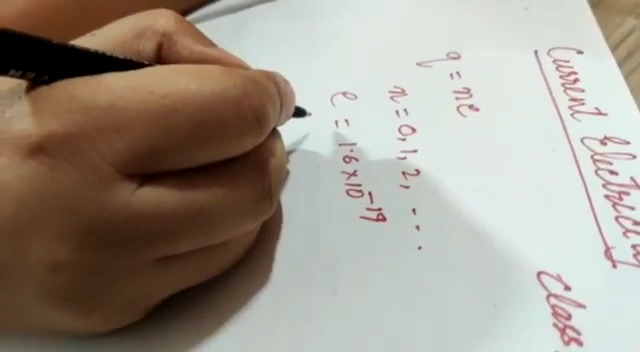 Current Electricity Class
q = ne
n = 0, 1, 2, - - - .
e = 1.6 × 10⁻¹⁹